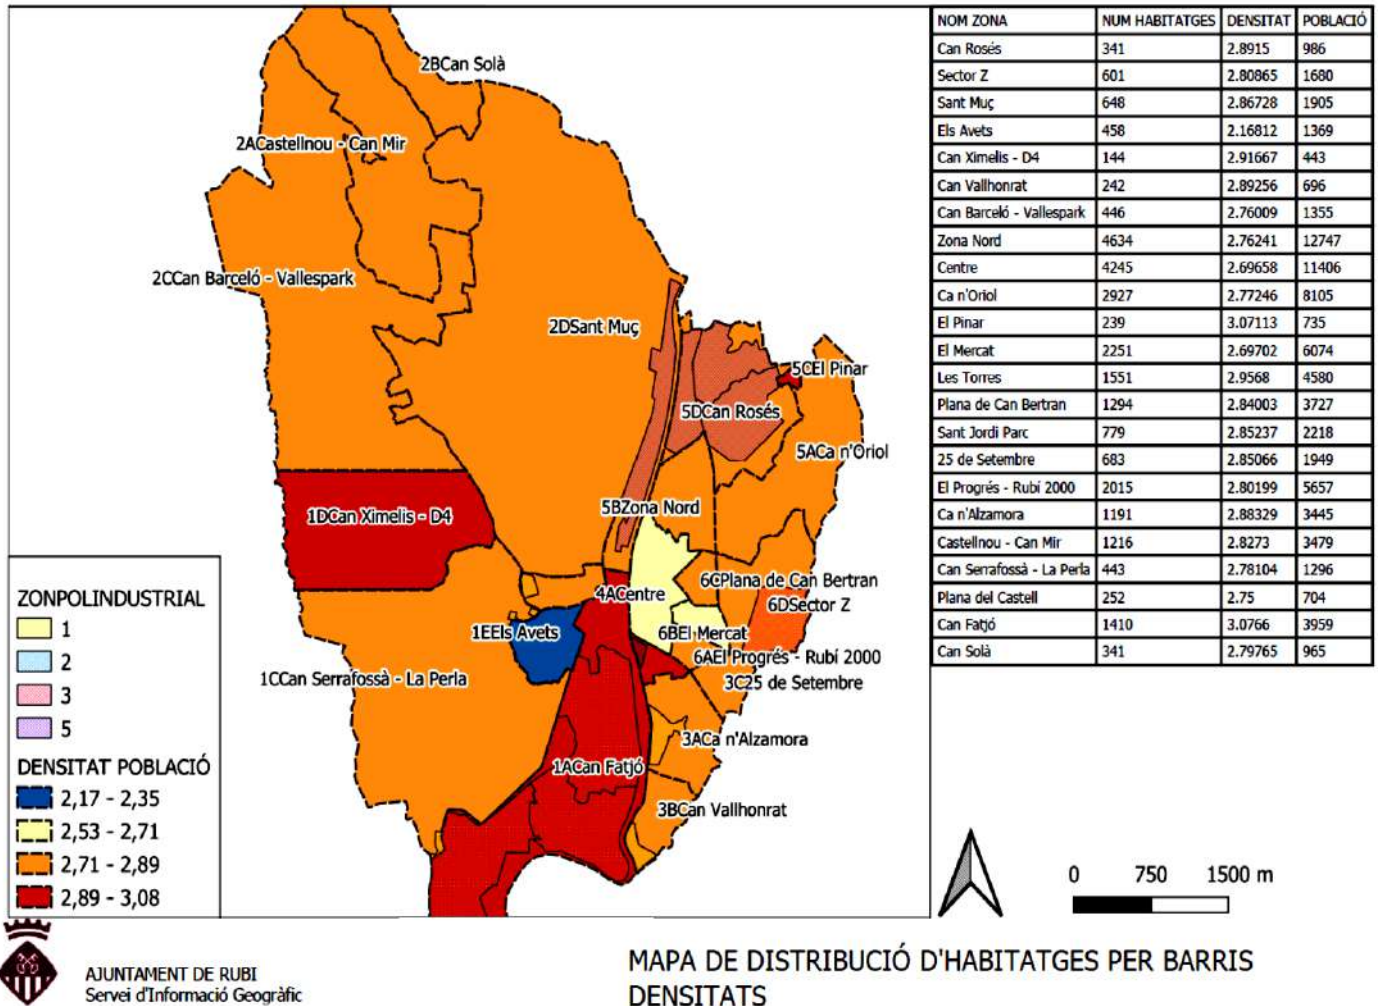 2BCan Solà
2ACastellnou - Can Mir
2CCan Barceló - Vallespark
2DSant Muç
5CEl Pinar
5DCan Rosés
5ACa n'Oriol
5BZona Nord
1DCan Ximelis - D4
6CPlana de Can Bertran
4ACentre
6DSector Z
1EEls Avets
6BEl Mercat
6AEl Progrés - Rubí 2000
1CCan Serrafossà - La Perla
3C25 de Setembre
3ACa n'Alzamora
1ACan Fatjó
3BCan Vallhonrat
ZONPOLINDUSTRIAL
1
2
3
5
DENSITAT POBLACIÓ
2,17 - 2,35
2,53 - 2,71
2,71 - 2,89
2,89 - 3,08
NOM ZONA NUM HABITATGES DENSITAT POBLACIÓ
Can Rosés 341 2.8915 986
Sector Z 601 2.80865 1680
Sant Muç 648 2.86728 1905
Els Avets 458 2.16812 1369
Can Ximelis - D4 144 2.91667 443
Can Vallhonrat 242 2.89256 696
Can Barceló - Vallespark 446 2.76009 1355
Zona Nord 4634 2.76241 12747
Centre 4245 2.69658 11406
Ca n'Oriol 2927 2.77246 8105
El Pinar 239 3.07113 735
El Mercat 2251 2.69702 6074
Les Torres 1551 2.9568 4580
Plana de Can Bertran 1294 2.84003 3727
Sant Jordi Parc 779 2.85237 2218
25 de Setembre 683 2.85066 1949
El Progrés - Rubí 2000 2015 2.80199 5657
Ca n'Alzamora 1191 2.88329 3445
Castellnou - Can Mir 1216 2.8273 3479
Can Serrafossà - La Perla 443 2.78104 1296
Plana del Castell 252 2.75 704
Can Fatjó 1410 3.0766 3959
Can Solà 341 2.79765 965
0 750 1500 m
AJUNTAMENT DE RUBI
Servei d'Informació Geogràfic
MAPA DE DISTRIBUCIÓ D'HABITATGES PER BARRIS
DENSITATS